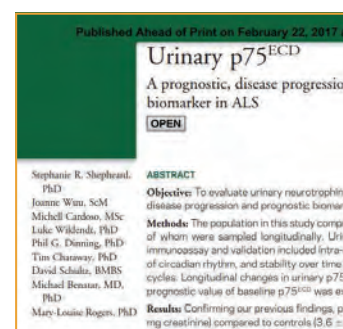 Published Ahead of Print on February 22, 2017
Urinary p75ECD
A prognostic, disease progressio
biomarker in ALS
OPEN
Stephanie R. Shepheard,
PhD
Joanne Wuu, ScM
Michell Cardoso, MSc
Luke Wiklendt, PhD
Phil G. Dinning, PhD
Tim Chataway, PhD
David Schultz, BMBS
Michael Benatar, MD,
PhD
Mary-Louise Rogers, PhD
ABSTRACT
Objective: To evaluate urinary neurotrophin
disease progression and prognostic biomar
Methods: The population in this study comp
of whom were sampled longitudinally. Uri
immunoassay and validation included intra-
of circadian rhythm, and stability over time
cycles. Longitudinal changes in urinary p75
prognostic value of baseline p75ECD was es
Results: Confirming our previous findings, p
mg creatinine) compared to controls (3.6 ±